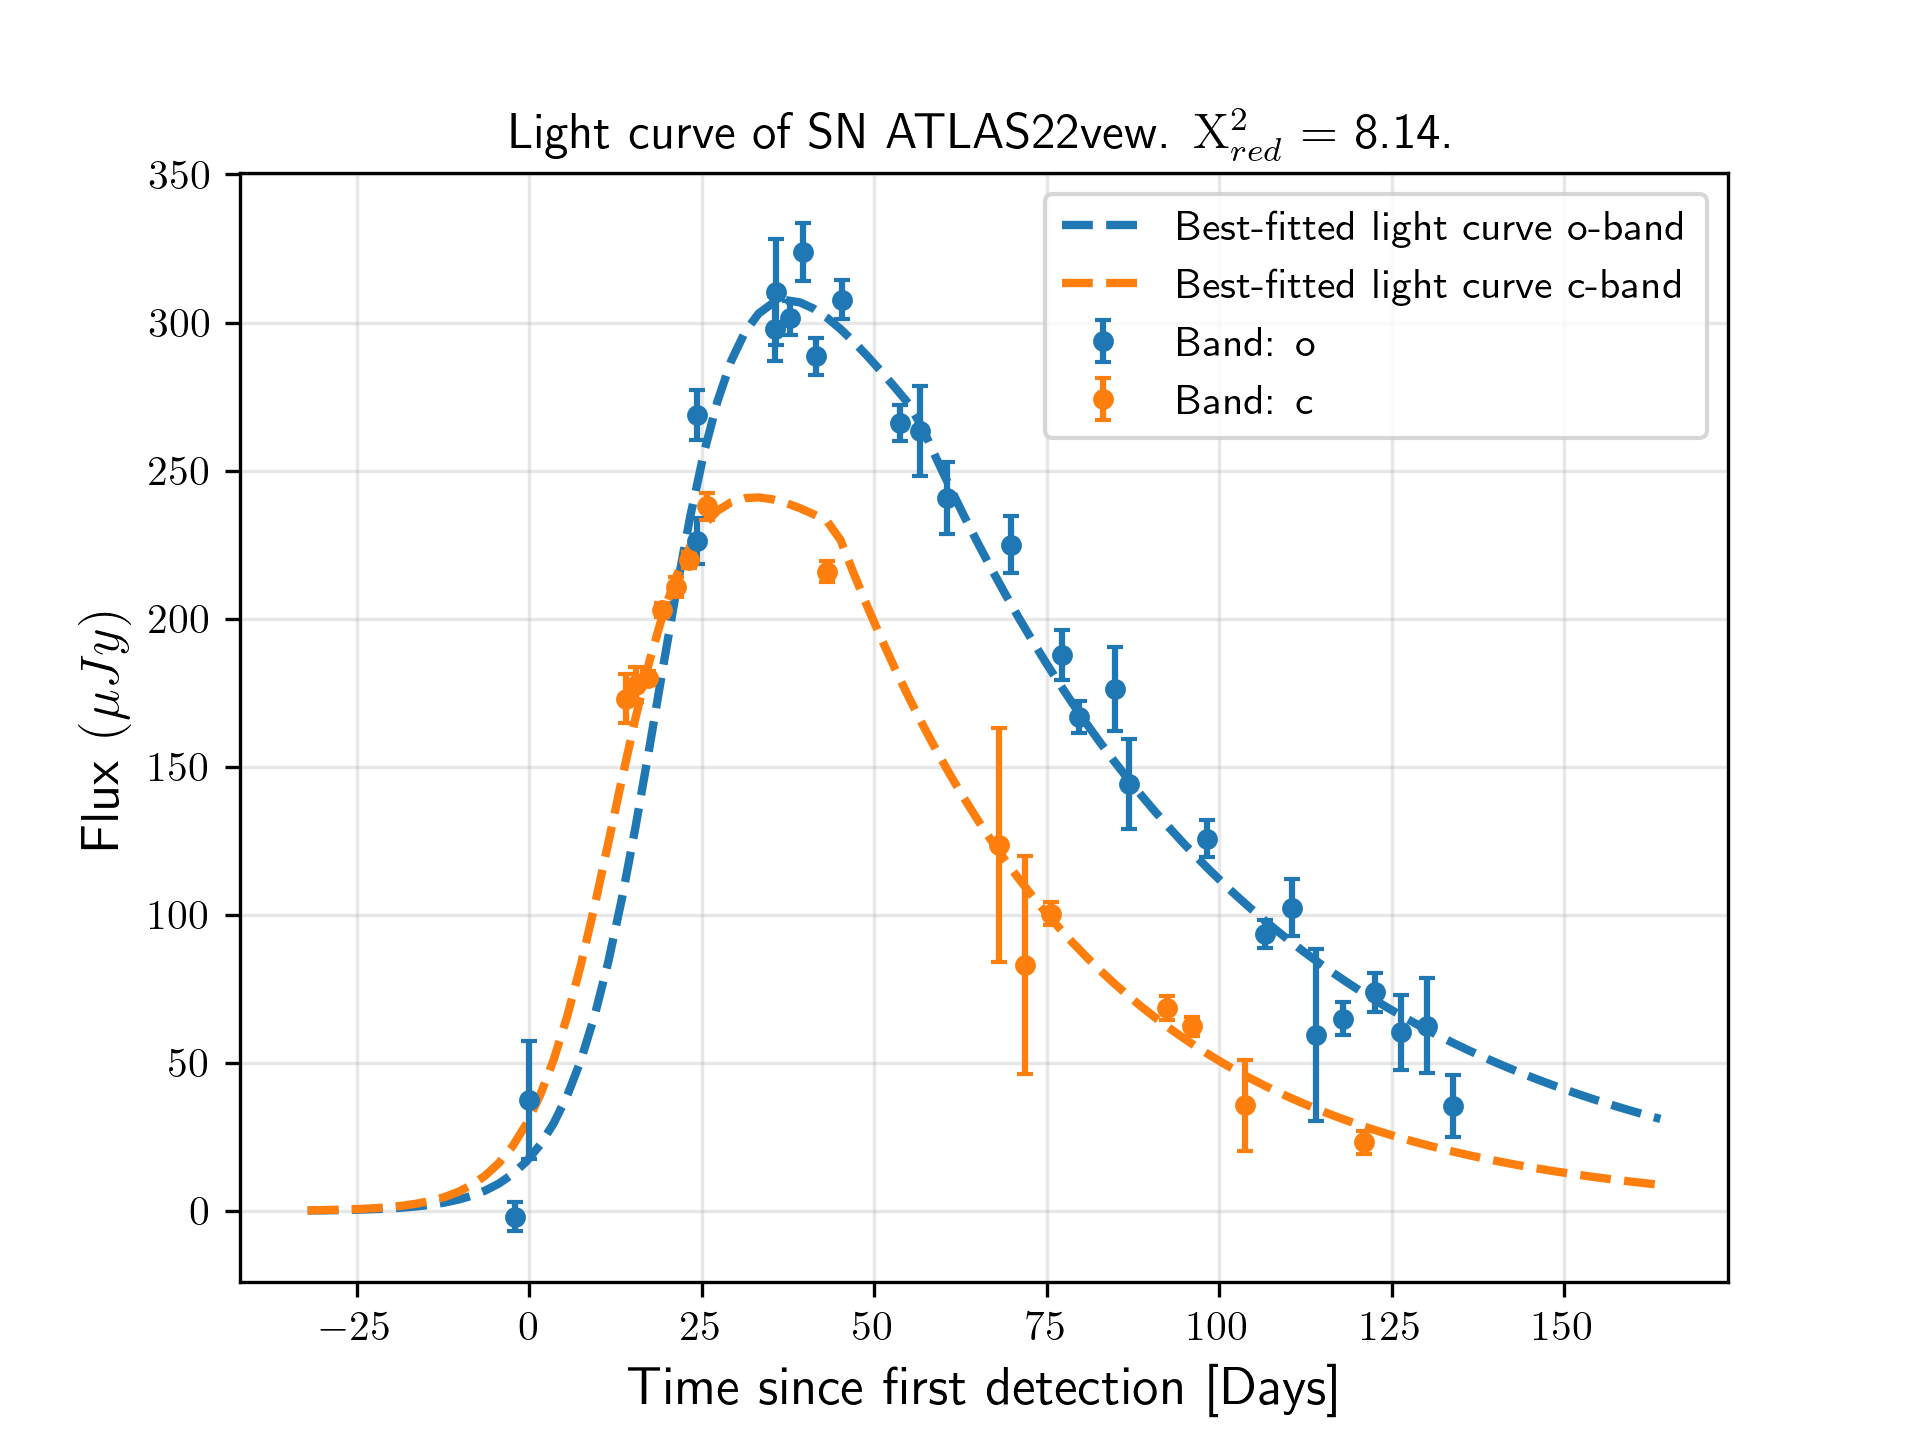 Light curve of SN ATLAS22vew. X²_red = 8.14.
350
300
250
200
150
100
50
0
Flux (μJy)
Best-fitted light curve o-band
Best-fitted light curve c-band
Band: o
Band: c
−25 0 25 50 75 100 125 150
Time since first detection [Days]